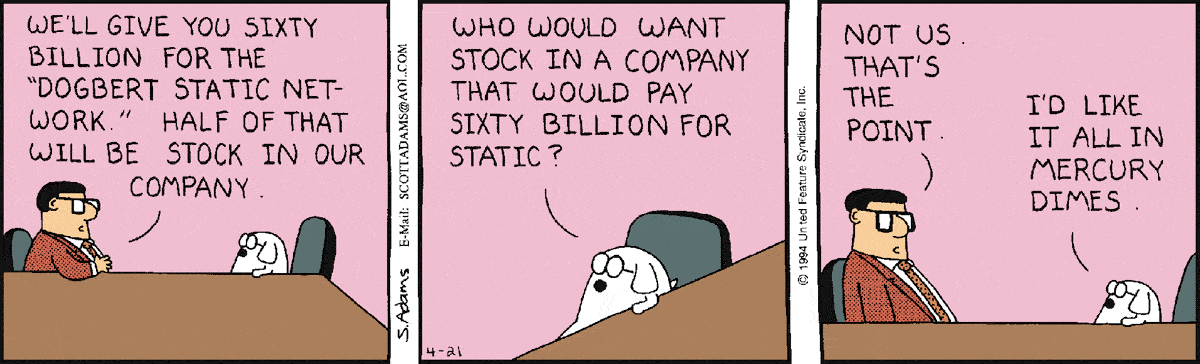 WE'LL GIVE YOU SIXTY
BILLION FOR THE
"DOGBERT STATIC NET-
WORK." HALF OF THAT
WILL BE STOCK IN OUR
COMPANY.
S.Adams E-Mail: SCOTTADAMS@AOL.COM
WHO WOULD WANT
STOCK IN A COMPANY
THAT WOULD PAY
SIXTY BILLION FOR
STATIC?
4-21
© 1994 United Feature Syndicate, Inc.
NOT US.
THAT'S
THE
POINT.
I'D LIKE
IT ALL IN
MERCURY
DIMES.